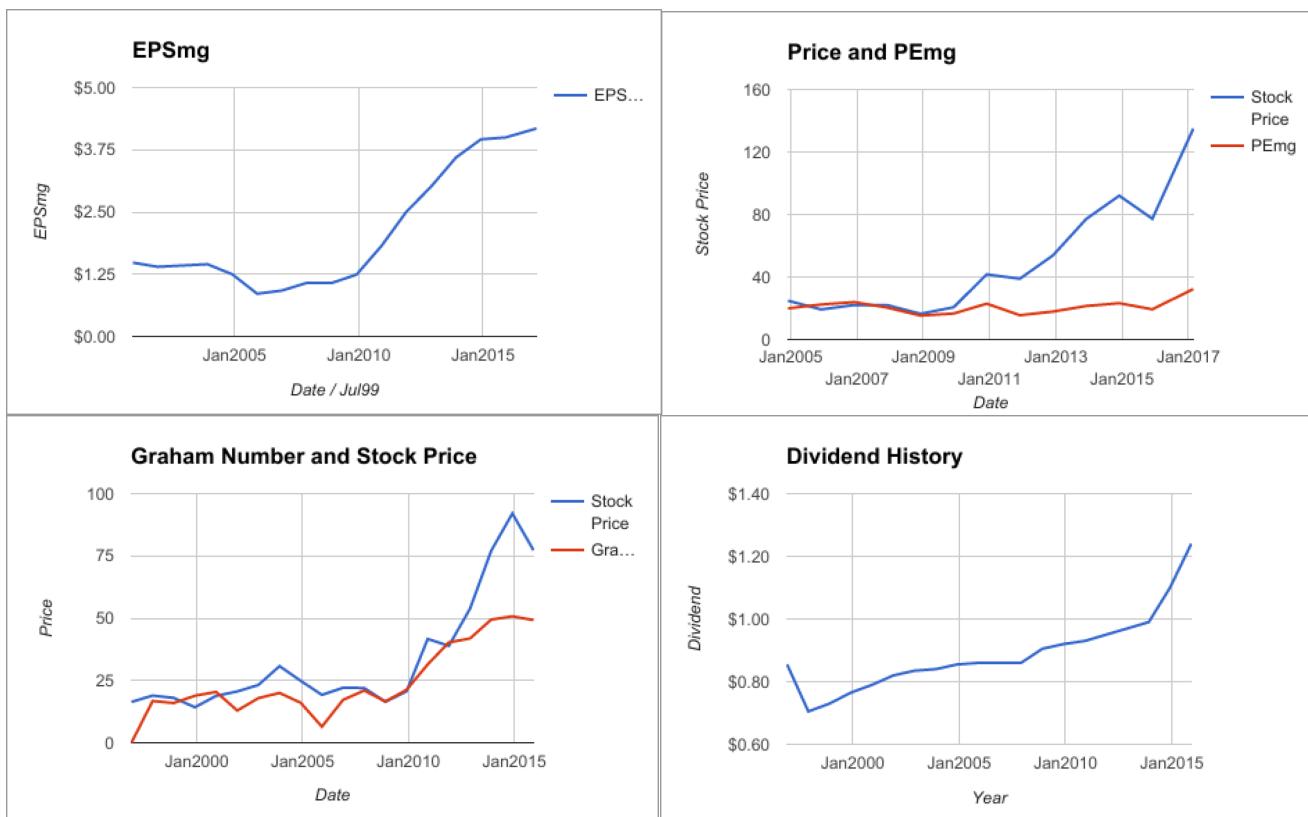 EPSmg
$5.00
$3.75
$2.50
$1.25
$0.00
EPSmg
EPS…
Jan2005
Jan2010
Jan2015
Date / Jul99
Price and PEmg
160
120
80
40
0
Stock Price
Stock
Price
PEmg
Jan2005
Jan2007
Jan2009
Jan2011
Jan2013
Jan2015
Jan2017
Date
Graham Number and Stock Price
100
75
50
25
0
Price
Stock
Price
Gra…
Jan2000
Jan2005
Jan2010
Jan2015
Date
Dividend History
$1.40
$1.20
$1.00
$0.80
$0.60
Dividend
Jan2000
Jan2005
Jan2010
Jan2015
Year